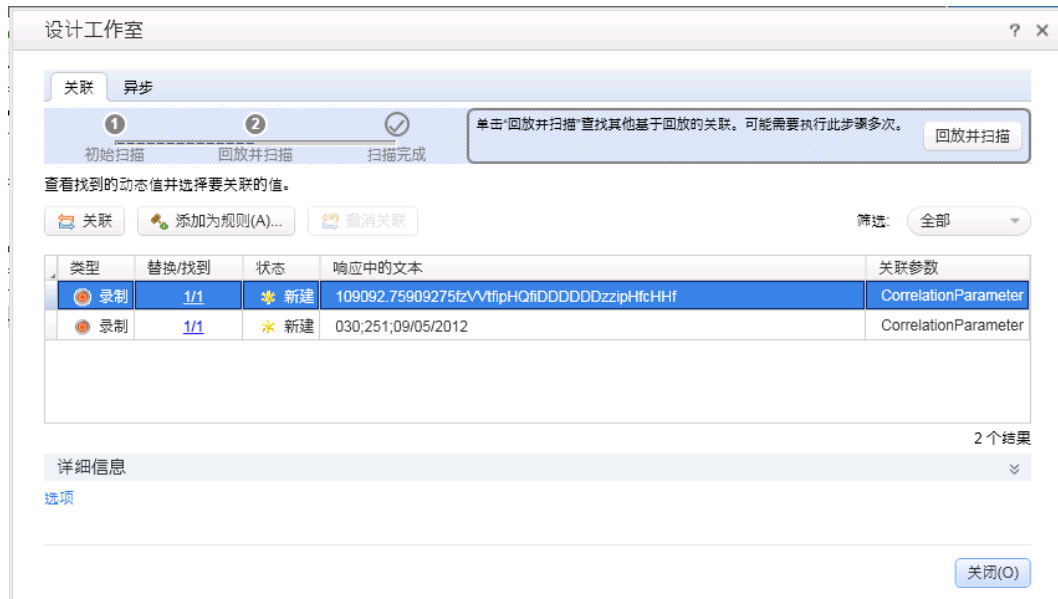 设计工作室
? ×
关联 异步
1 2
初始扫描 回放并扫描 扫描完成
单击“回放并扫描”查找其他基于回放的关联。可能需要执行此步骤多次。
回放并扫描
查看找到的动态值并选择要关联的值。
关联 添加为规则(A)... 撤消关联 筛选: 全部
类型 替换/找到 状态 响应中的文本 关联参数
录制 1/1 新建 109092.75909275fzVVtfipHQfiDDDDDDzzipHfcHHf CorrelationParameter
录制 1/1 新建 030;251;09/05/2012 CorrelationParameter
2 个结果
详细信息
选项
关闭(O)